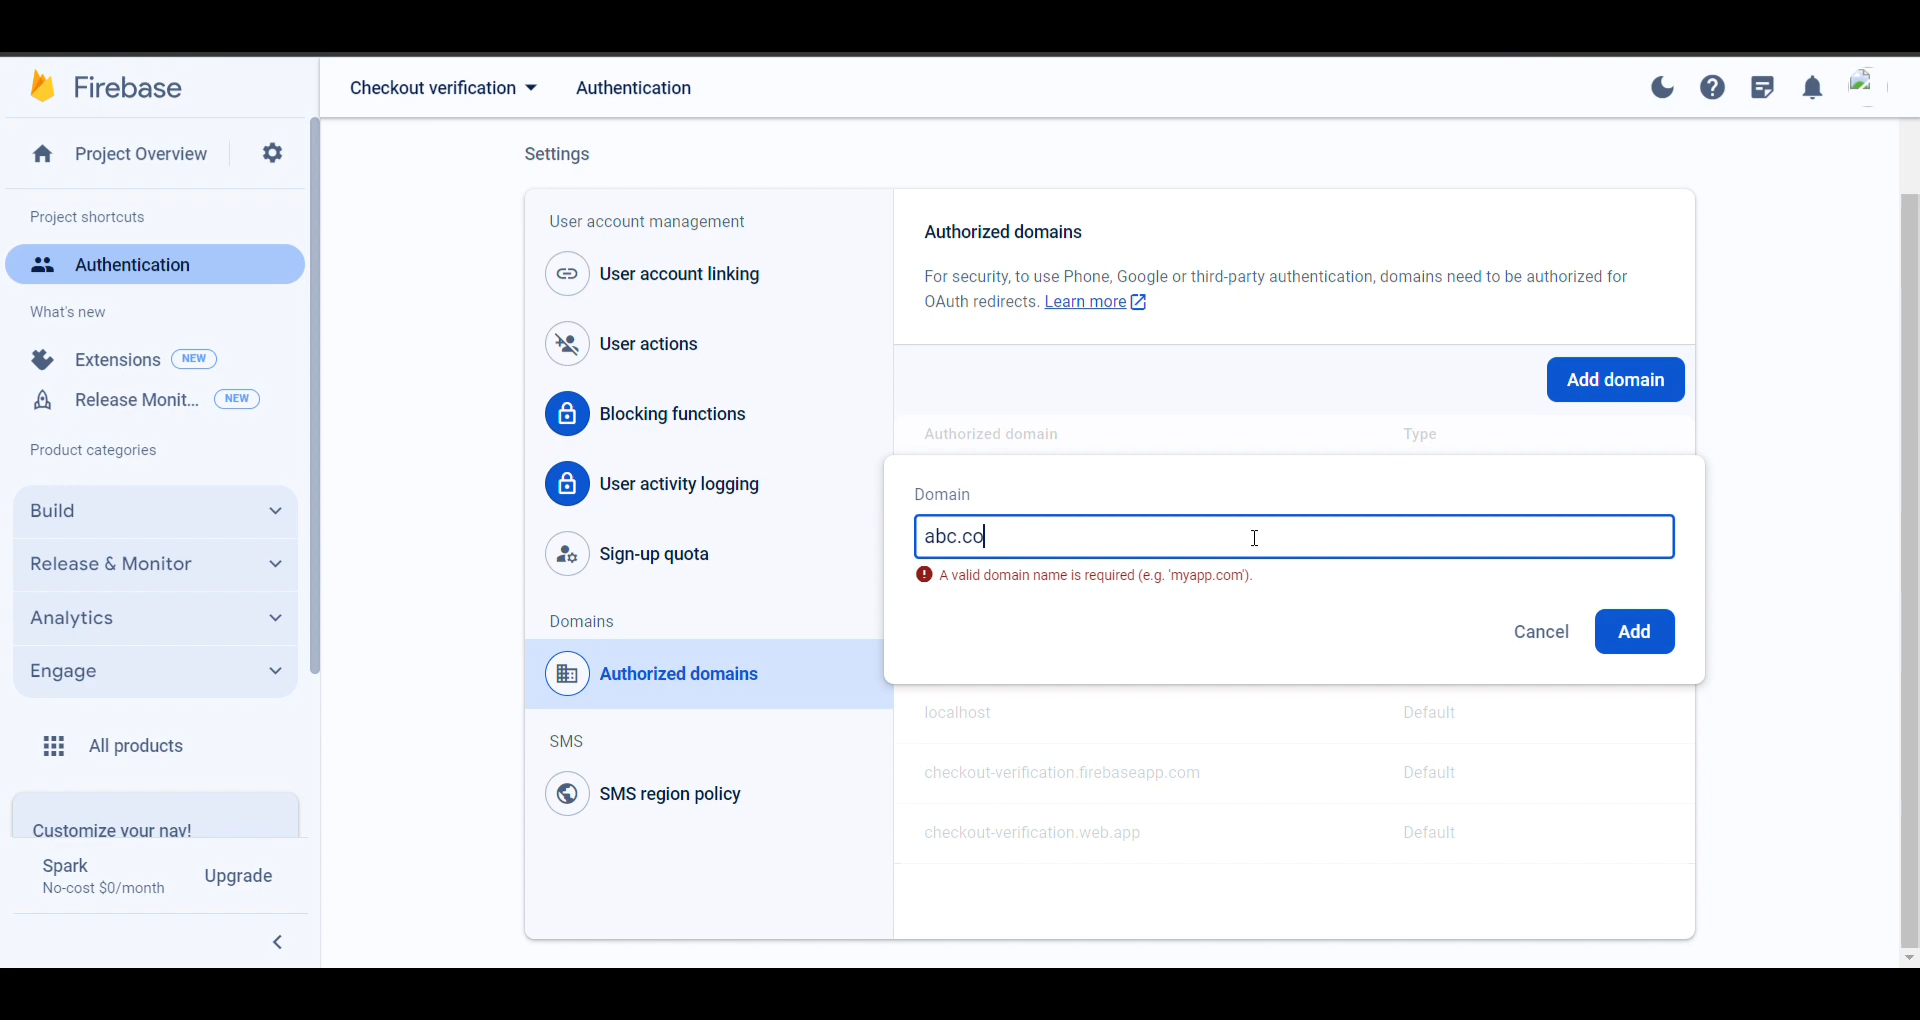 Firebase
Checkout verification
Authentication
Project Overview
Project shortcuts
Authentication
What's new
Extensions NEW
Release Monit... NEW
Product categories
Build
Release & Monitor
Analytics
Engage
All products
Customize your nav!
Spark
No-cost $0/month
Upgrade
Settings
User account management
User account linking
User actions
Blocking functions
User activity logging
Sign-up quota
Domains
Authorized domains
SMS
SMS region policy
Authorized domains
For security, to use Phone, Google or third-party authentication, domains need to be authorized for
OAuth redirects. Learn more
Add domain
Authorized domain Type
Domain
abc.co
A valid domain name is required (e.g. 'myapp.com').
Cancel Add
localhost Default
checkout-verification.firebaseapp.com Default
checkout-verification.web.app Default